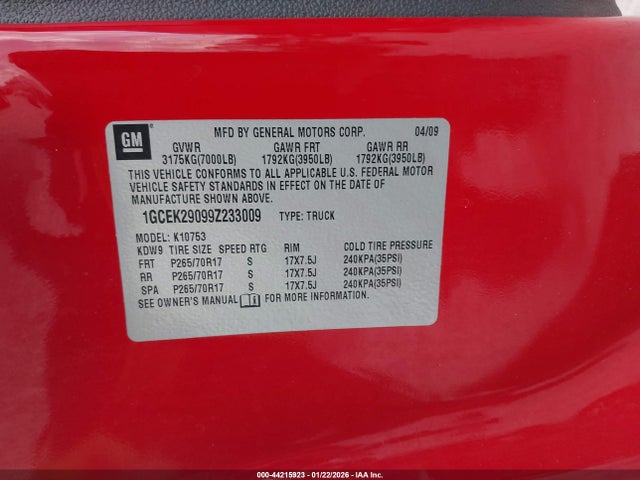 GM
MFD BY GENERAL MOTORS CORP. 04/09
GVWR GAWR FRT GAWR RR
3175KG(7000LB) 1792KG(3950LB) 1792KG(3950LB)
THIS VEHICLE CONFORMS TO ALL APPLICABLE U.S. FEDERAL MOTOR
VEHICLE SAFETY STANDARDS IN EFFECT ON THE DATE OF
MANUFACTURE SHOWN ABOVE.
1GCEK29099Z233009 TYPE: TRUCK
MODEL: K10753
KDW9 TIRE SIZE SPEED RTG RIM COLD TIRE PRESSURE
FRT P265/70R17 S 17X7.5J 240KPA(35PSI)
RR P265/70R17 S 17X7.5J 240KPA(35PSI)
SPA P265/70R17 S 17X7.5J 240KPA(35PSI)
SEE OWNER'S MANUAL FOR MORE INFORMATION.
000-44215923 - 01/22/2026 - IAA Inc.